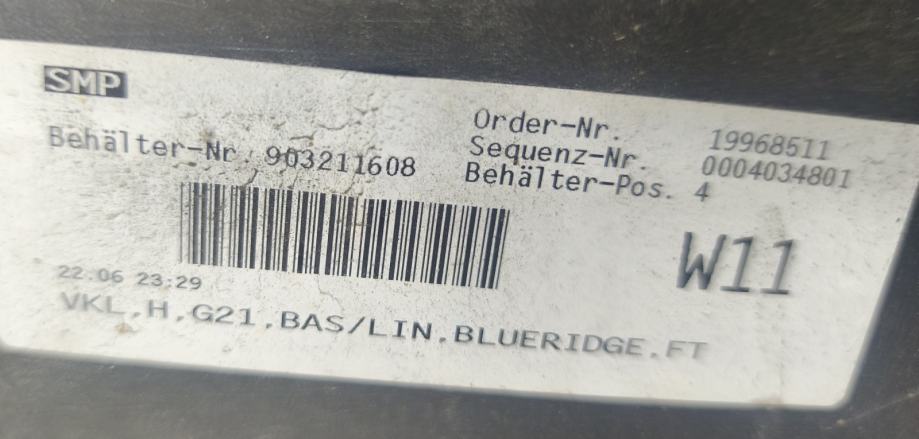 SMP
Behälter-Nr. 903211608
Order-Nr. 19968511
Sequenz-Nr. 0004034801
Behälter-Pos. 4
W11
22.06 23:29
VKL,H,G21,BAS/LIN,BLUERIDGE,FT